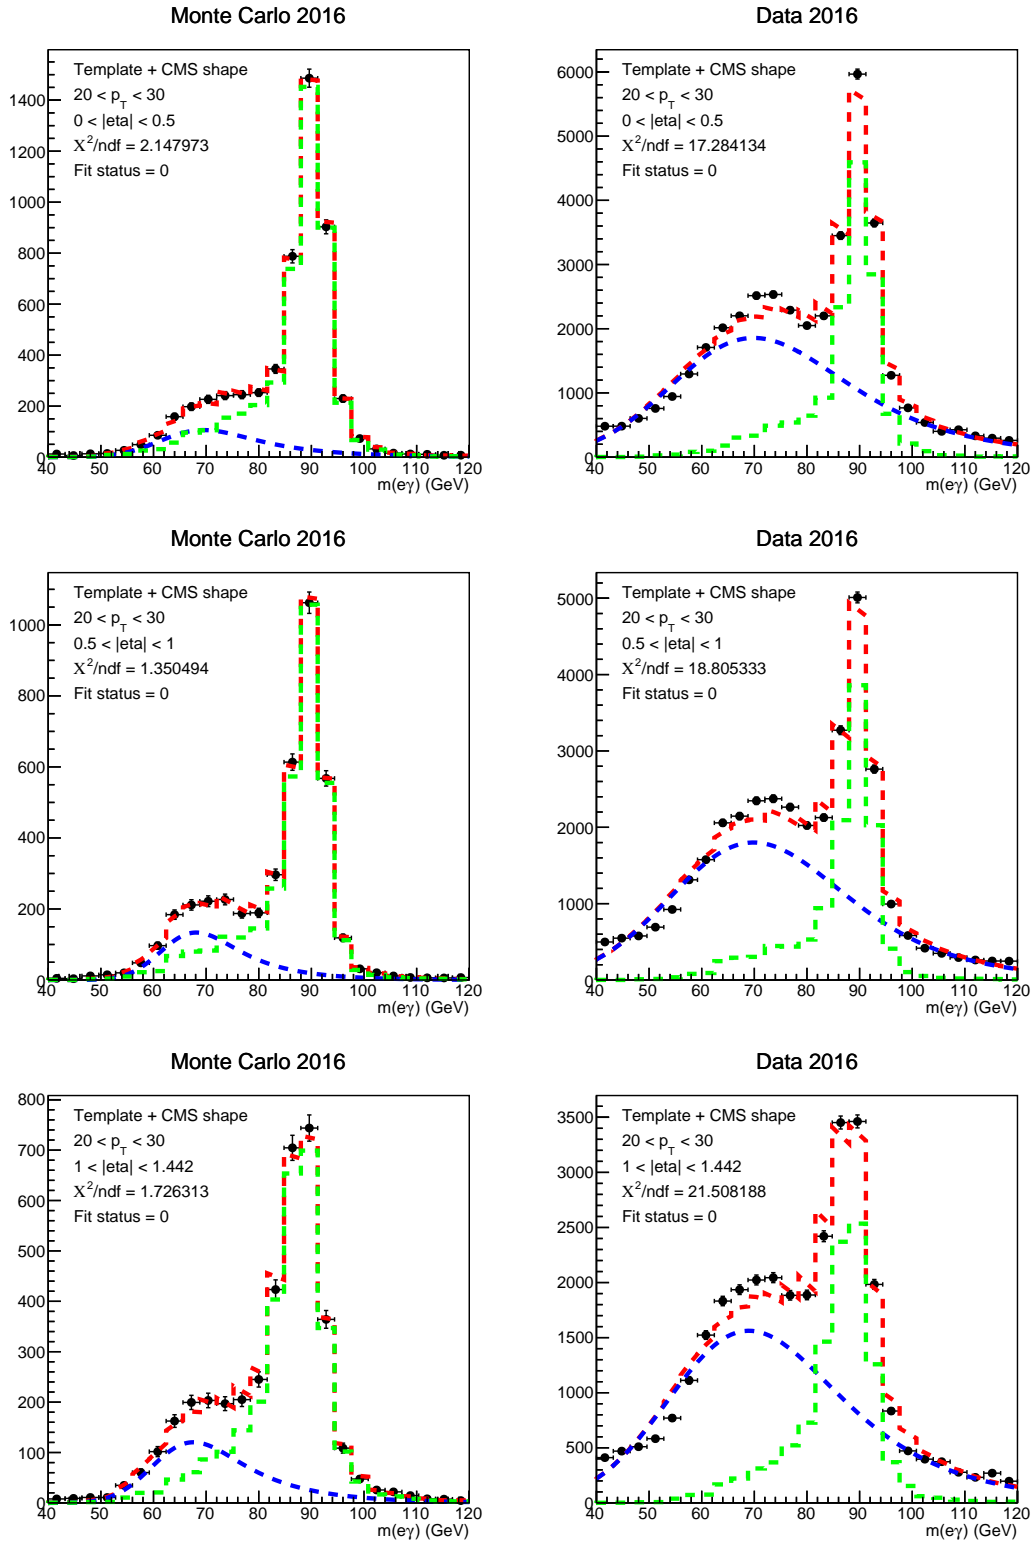 Monte Carlo 2016
Template + CMS shape
20 < p_T < 30
0 < |eta| < 0.5
Χ²/ndf = 2.147973
Fit status = 0
0
200
400
600
800
1000
1200
1400
40 50 60 70 80 90 100 110 120
m(eγ) (GeV)
Data 2016
Template + CMS shape
20 < p_T < 30
0 < |eta| < 0.5
Χ²/ndf = 17.284134
Fit status = 0
0
1000
2000
3000
4000
5000
6000
40 50 60 70 80 90 100 110 120
m(eγ) (GeV)
Monte Carlo 2016
Template + CMS shape
20 < p_T < 30
0.5 < |eta| < 1
Χ²/ndf = 1.350494
Fit status = 0
0
200
400
600
800
1000
40 50 60 70 80 90 100 110 120
m(eγ) (GeV)
Data 2016
Template + CMS shape
20 < p_T < 30
0.5 < |eta| < 1
Χ²/ndf = 18.805333
Fit status = 0
0
1000
2000
3000
4000
5000
40 50 60 70 80 90 100 110 120
m(eγ) (GeV)
Monte Carlo 2016
Template + CMS shape
20 < p_T < 30
1 < |eta| < 1.442
Χ²/ndf = 1.726313
Fit status = 0
0
100
200
300
400
500
600
700
800
40 50 60 70 80 90 100 110 120
m(eγ) (GeV)
Data 2016
Template + CMS shape
20 < p_T < 30
1 < |eta| < 1.442
Χ²/ndf = 21.508188
Fit status = 0
0
500
1000
1500
2000
2500
3000
3500
40 50 60 70 80 90 100 110 120
m(eγ) (GeV)